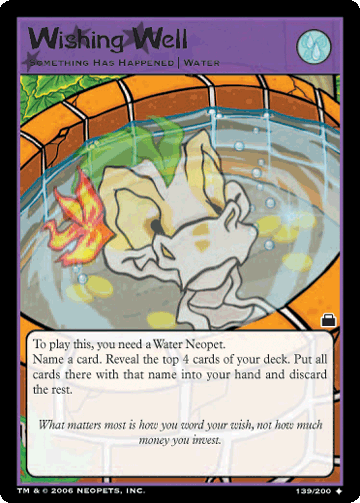 Wishing Well
Something Has Happened | Water
To play this, you need a Water Neopet.
Name a card. Reveal the top 4 cards of your deck. Put all
cards there with that name into your hand and discard
the rest.
What matters most is how you word your wish, not how much
money you invest.
TM & © 2006 NEOPETS, INC.
139/200 ◆